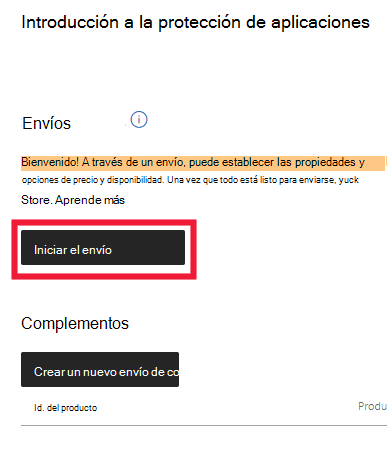 Introducción a la protección de aplicaciones
Envíos
Bienvenido! A través de un envío, puede establecer las propiedades y
opciones de precio y disponibilidad. Una vez que todo está listo para enviarse, yuck
Store. Aprende más
Iniciar el envío
Complementos
Crear un nuevo envío de co
Id. del producto Produ